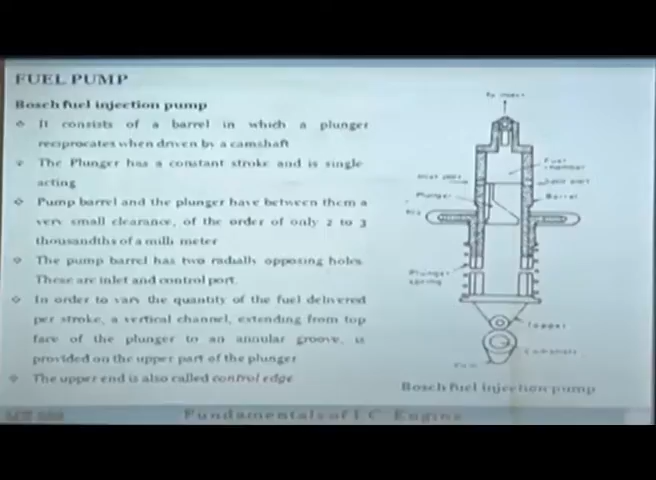 FUEL PUMP
Bosch fuel injection pump
It consists of a barrel in which a plunger
reciprocates when driven by a camshaft
The Plunger has a constant stroke and is single
acting
Pump barrel and the plunger have between them a
very small clearance, of the order of only 2 to 3
thousandths of a milli meter
The pump barrel has two radially opposing holes.
These are inlet and control port.
In order to vary the quantity of the fuel delivered
per stroke, a vertical channel, extending from top
face of the plunger to an annular groove, is
provided on the upper part of the plunger
The upper end is also called control edge
Fuel
chamber
Inlet port
Spill port
Plunger
Barrel
Plunger
spring
Tappet
Camshaft
Cam
Bosch fuel injection pump
Fundamentals of I C Engine